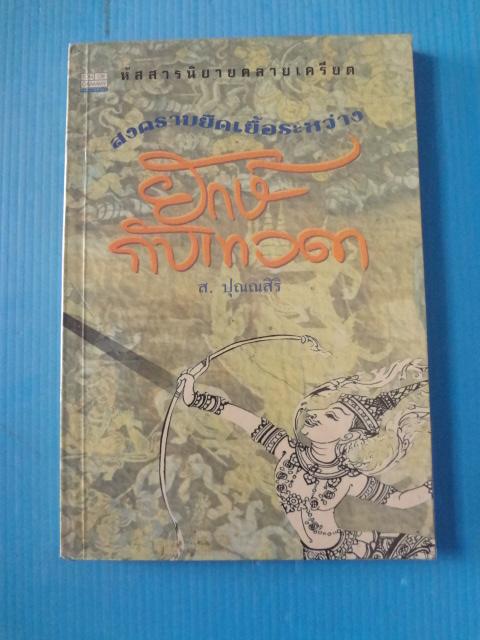 หัสสารนิยายคลายเครียด
สงครามยืดเยื้อระหว่าง
ยักษ์
กับเทวดา
ส. ปุณณสิริ